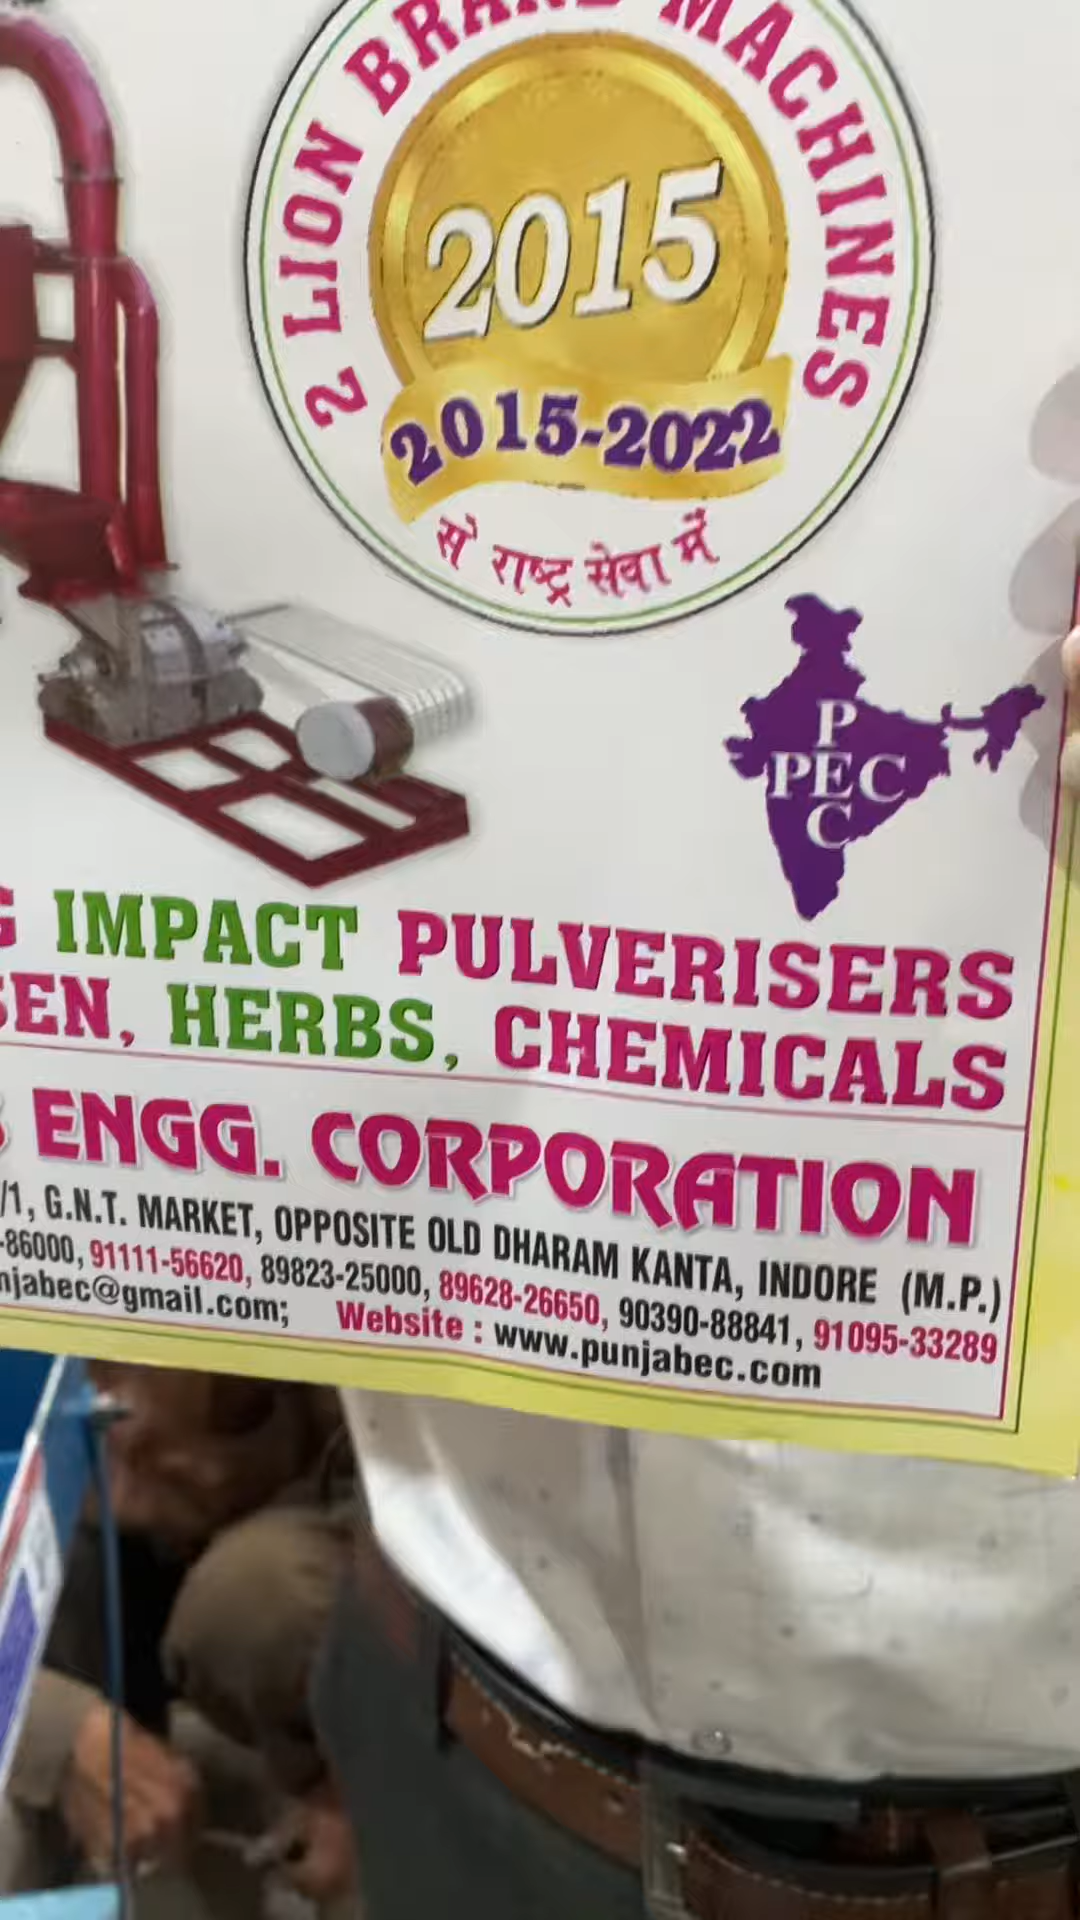 2 LION BRAND MACHINES
2015
2015-2022
से राष्ट्र सेवा में
P
PEC
C
IMPACT PULVERISERS
HERBS, CHEMICALS
ENGG. CORPORATION
/1, G.N.T. MARKET, OPPOSITE OLD DHARAM KANTA, INDORE (M.P.)
-86000, 91111-56620, 89823-25000, 89628-26650, 90390-88841, 91095-33289
njabec@gmail.com; Website : www.punjabec.com